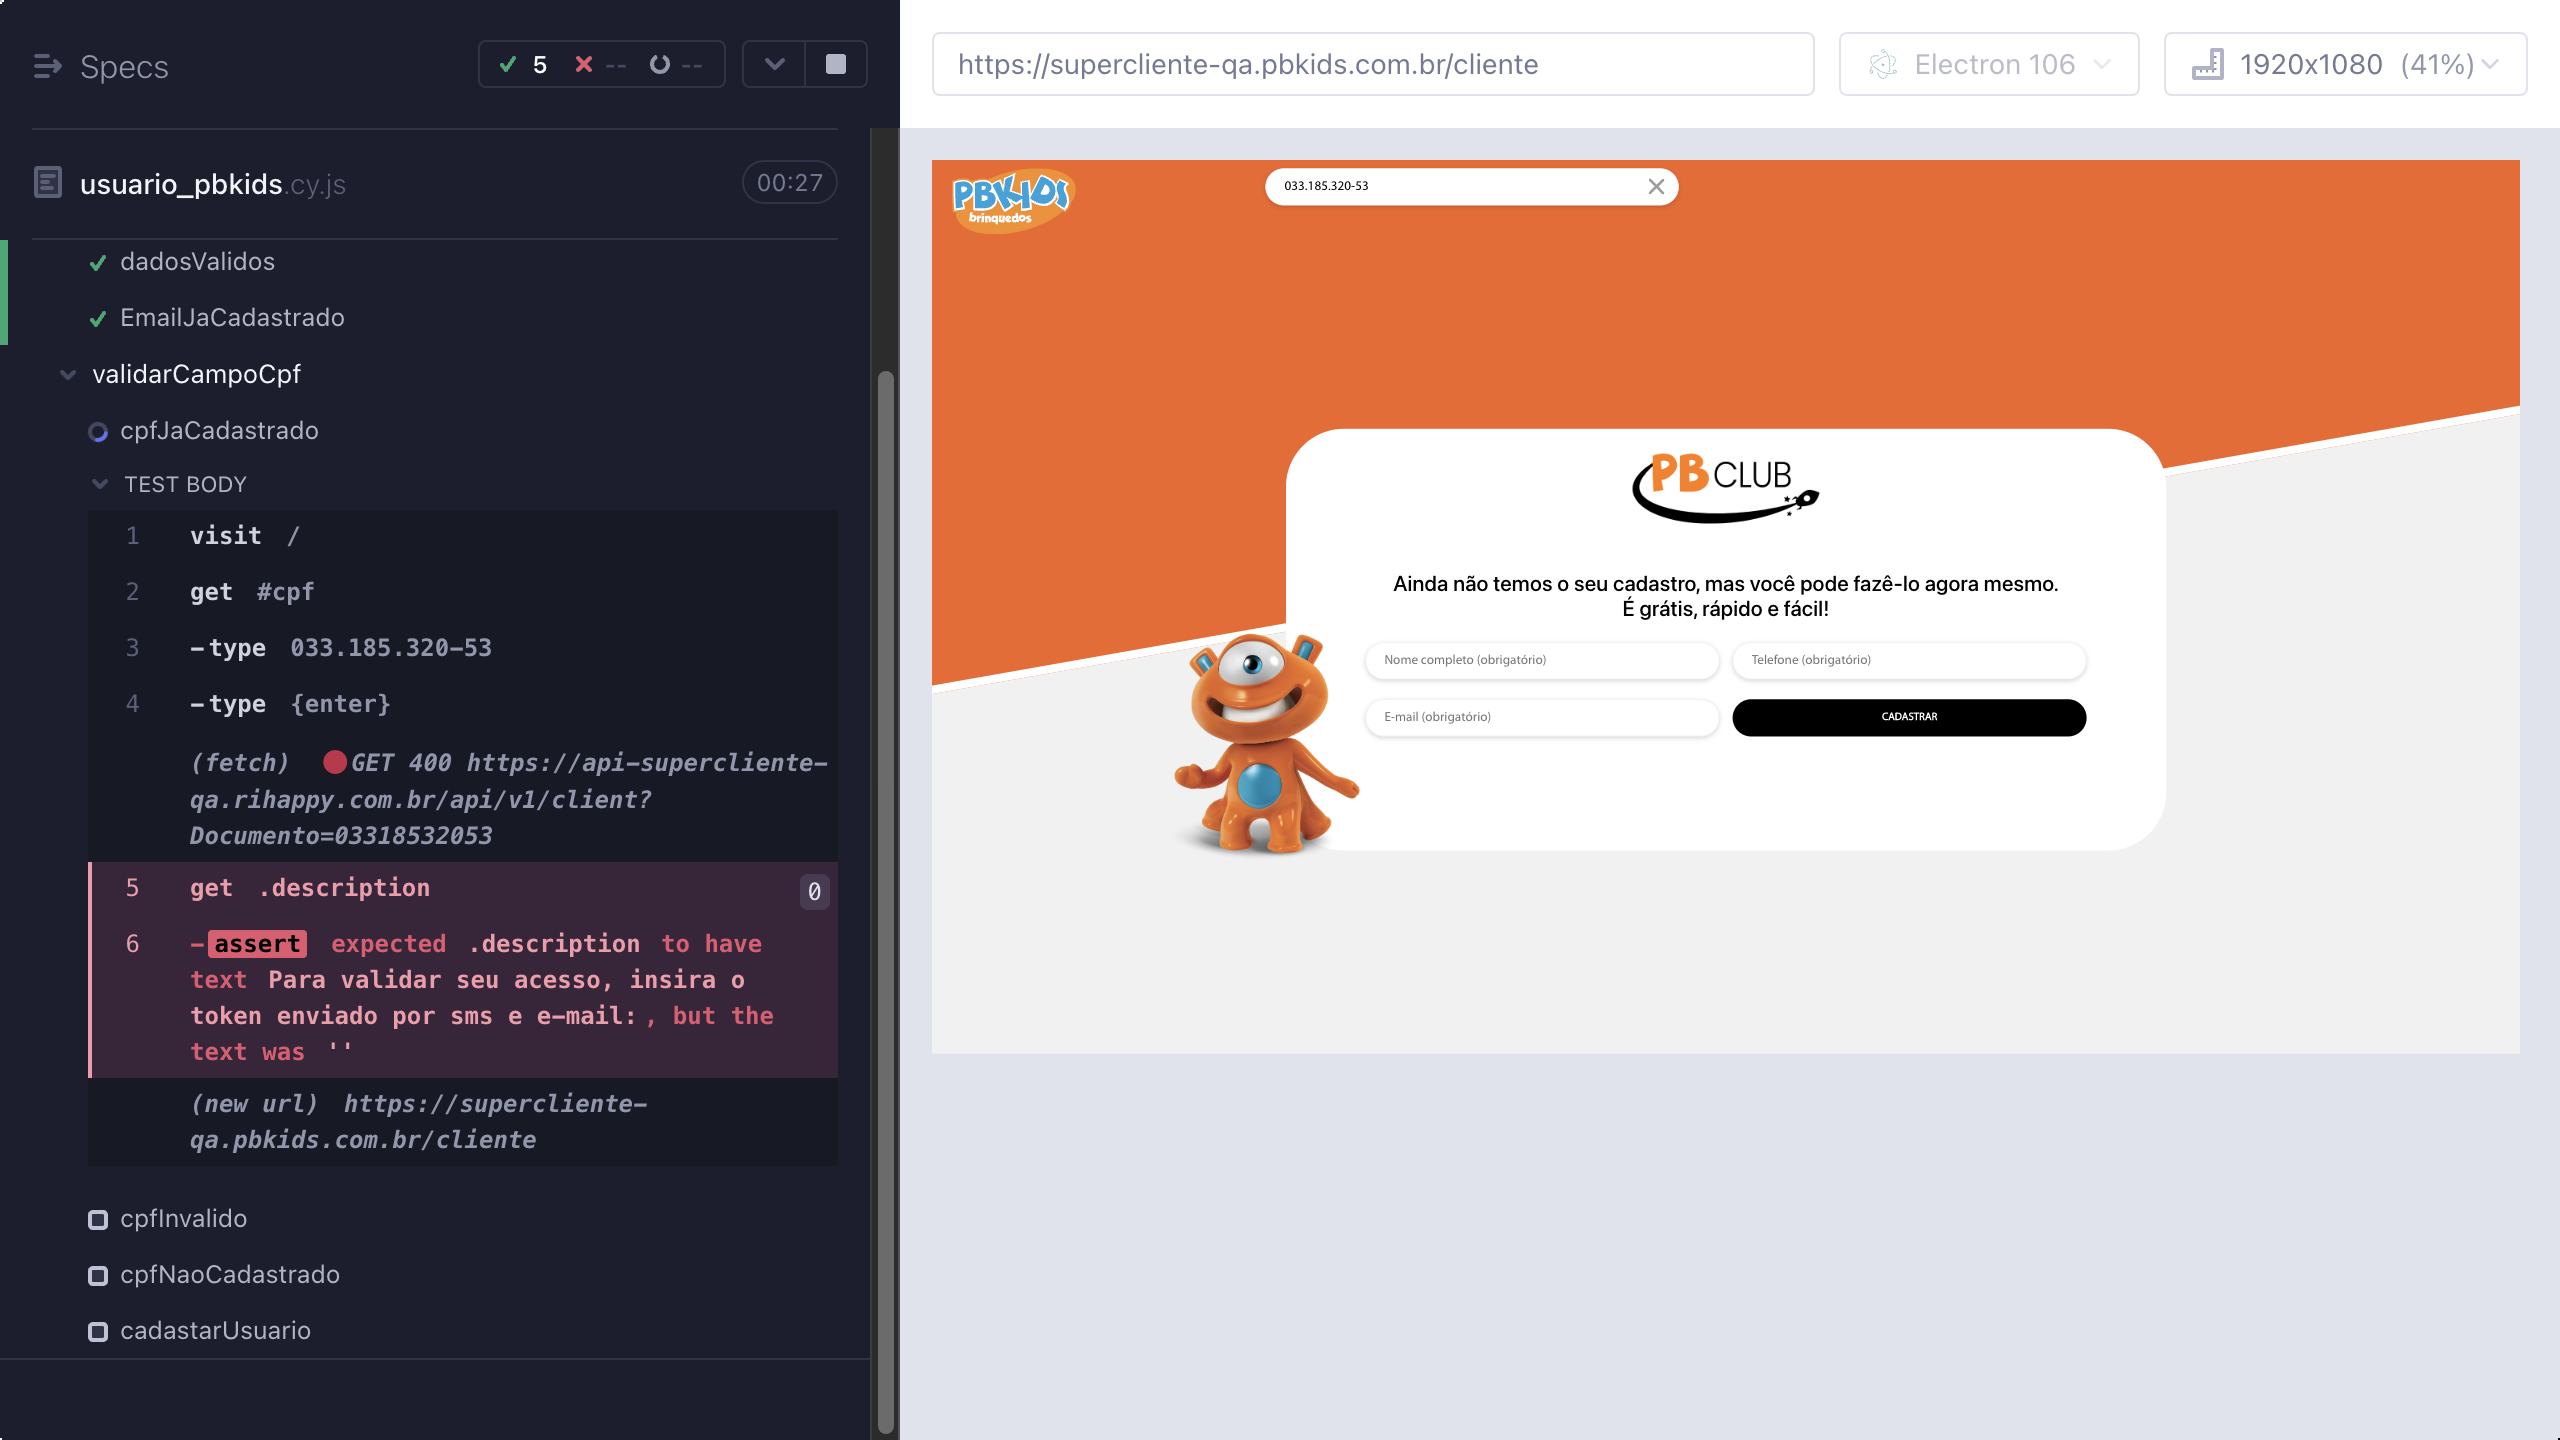 Specs
5
--
--
usuario_pbkids.cy.js
00:27
dadosValidos
EmailJaCadastrado
validarCampoCpf
cpfJaCadastrado
TEST BODY
1 visit /
2 get #cpf
3 -type 033.185.320-53
4 -type {enter}
(fetch) GET 400 https://api-supercliente-
qa.rihappy.com.br/api/v1/client?
Documento=03318532053
5 get .description 0
6 -assert expected .description to have
text Para validar seu acesso, insira o
token enviado por sms e e-mail:, but the
text was ''
(new url) https://supercliente-
qa.pbkids.com.br/cliente
cpfInvalido
cpfNaoCadastrado
cadastarUsuario
https://supercliente-qa.pbkids.com.br/cliente
Electron 106
1920x1080 (41%)
PBKIDS
brinquedos
033.185.320-53
PB CLUB
Ainda não temos o seu cadastro, mas você pode fazê-lo agora mesmo.
É grátis, rápido e fácil!
Nome completo (obrigatório)
Telefone (obrigatório)
E-mail (obrigatório)
CADASTRAR